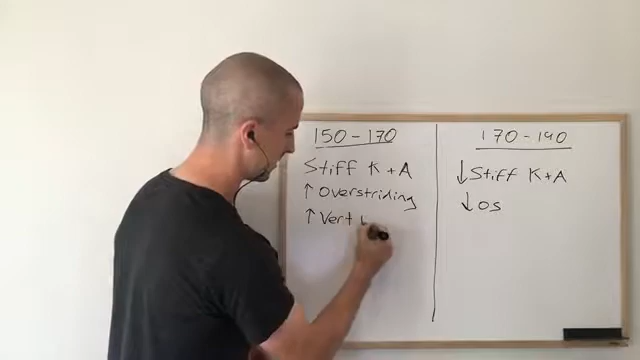 150-170
Stiff K+A
↑ Overstriding
↑ Vert
170-190
↓ Stiff K+A
↓ OS